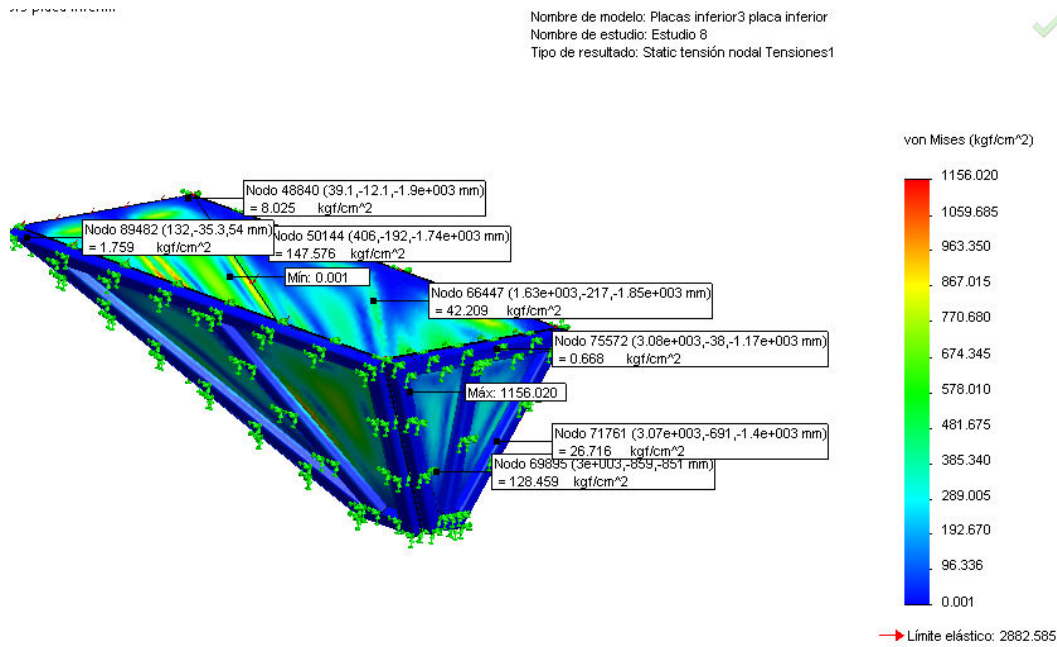 Nombre de modelo: Placas inferior3 placa inferior
Nombre de estudio: Estudio 8
Tipo de resultado: Static tensión nodal Tensiones1
von Mises (kgf/cm^2)
1156.020
1059.685
963.350
867.015
770.680
674.345
578.010
481.675
385.340
289.005
192.670
96.336
0.001
Límite elástico: 2882.585
Nodo 48840 (39.1,-12.1,-1.9e+003 mm)
= 8.025 kgf/cm^2
Nodo 89482 (132,-35.3,54 mm)
= 1.759 kgf/cm^2
Nodo 50144 (406,-192,-1.74e+003 mm)
= 147.576 kgf/cm^2
Mín: 0.001
Nodo 66447 (1.63e+003,-217,-1.85e+003 mm)
= 42.209 kgf/cm^2
Nodo 75572 (3.08e+003,-38,-1.17e+003 mm)
= 0.668 kgf/cm^2
Máx: 1156.020
Nodo 71761 (3.07e+003,-691,-1.4e+003 mm)
= 26.716 kgf/cm^2
Nodo 69895 (3e+003,-859,-851 mm)
= 128.459 kgf/cm^2